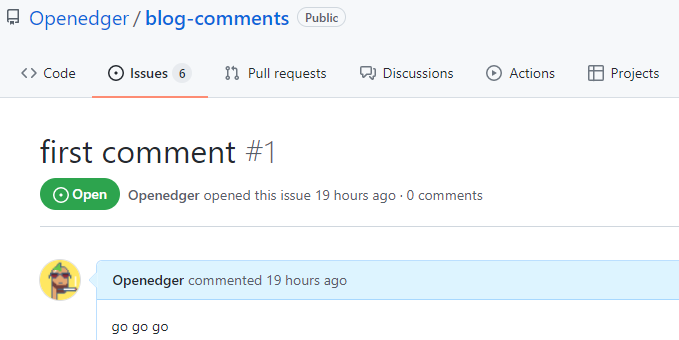 Openedger / blog-comments Public
Code Issues 6 Pull requests Discussions Actions Projects
first comment #1
Open Openedger opened this issue 19 hours ago · 0 comments
Openedger commented 19 hours ago
go go go